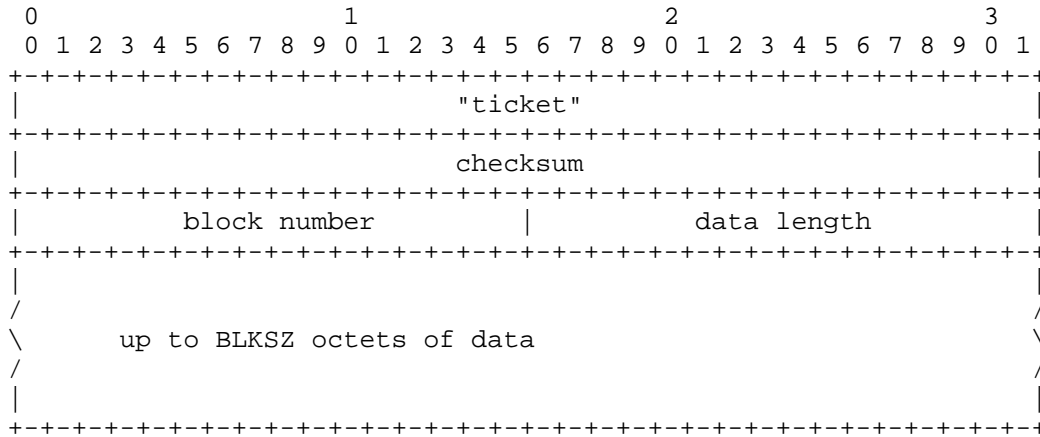 0                   1                   2                   3
 0 1 2 3 4 5 6 7 8 9 0 1 2 3 4 5 6 7 8 9 0 1 2 3 4 5 6 7 8 9 0 1
+-+-+-+-+-+-+-+-+-+-+-+-+-+-+-+-+-+-+-+-+-+-+-+-+-+-+-+-+-+-+-+-+
|                           "ticket"                            |
+-+-+-+-+-+-+-+-+-+-+-+-+-+-+-+-+-+-+-+-+-+-+-+-+-+-+-+-+-+-+-+-+
|                           checksum                            |
+-+-+-+-+-+-+-+-+-+-+-+-+-+-+-+-+-+-+-+-+-+-+-+-+-+-+-+-+-+-+-+-+
|          block number         |          data length          |
+-+-+-+-+-+-+-+-+-+-+-+-+-+-+-+-+-+-+-+-+-+-+-+-+-+-+-+-+-+-+-+-+
|                                                               |
/                                                               /
\      up to BLKSZ octets of data                               \
/                                                               /
|                                                               |
+-+-+-+-+-+-+-+-+-+-+-+-+-+-+-+-+-+-+-+-+-+-+-+-+-+-+-+-+-+-+-+-+